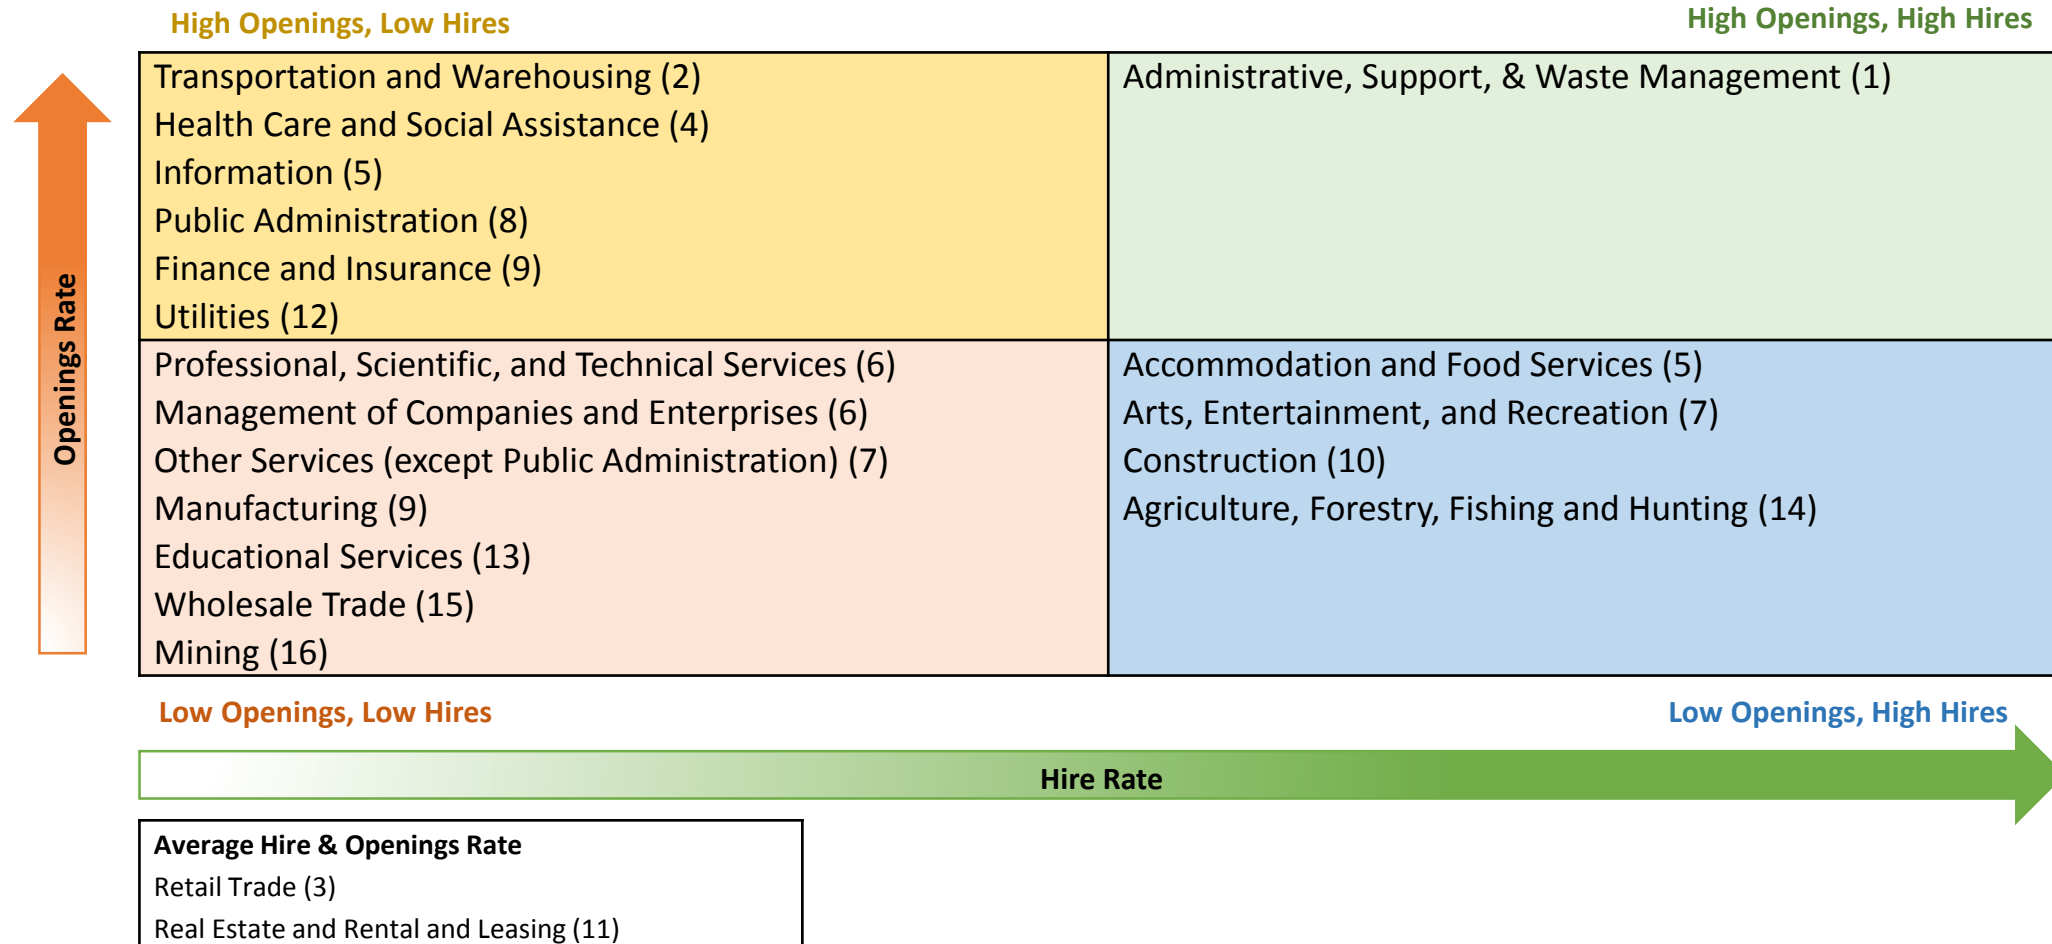 High Openings, Low Hires
High Openings, High Hires
Transportation and Warehousing (2)
Health Care and Social Assistance (4)
Information (5)
Public Administration (8)
Finance and Insurance (9)
Utilities (12)
Administrative, Support, & Waste Management (1)
Openings Rate
Professional, Scientific, and Technical Services (6)
Management of Companies and Enterprises (6)
Other Services (except Public Administration) (7)
Manufacturing (9)
Educational Services (13)
Wholesale Trade (15)
Mining (16)
Accommodation and Food Services (5)
Arts, Entertainment, and Recreation (7)
Construction (10)
Agriculture, Forestry, Fishing and Hunting (14)
Low Openings, Low Hires
Low Openings, High Hires
Hire Rate
Average Hire & Openings Rate
Retail Trade (3)
Real Estate and Rental and Leasing (11)